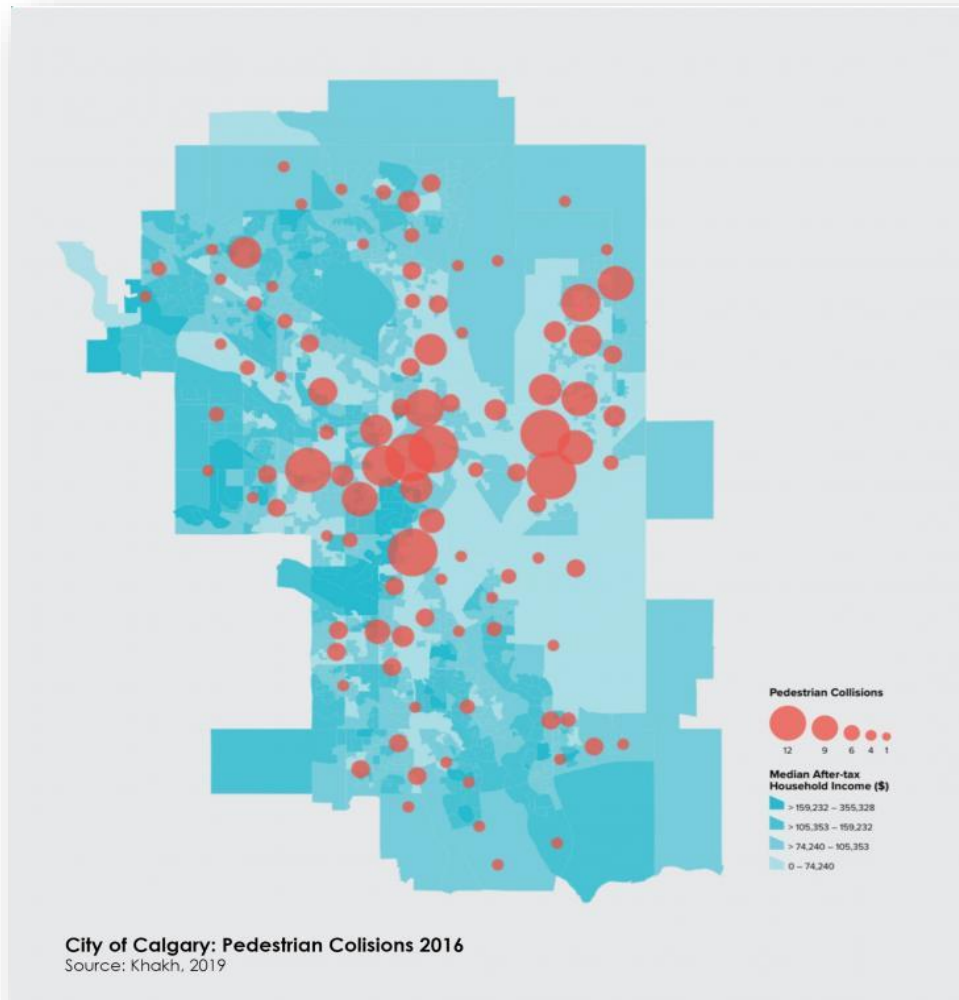 Pedestrian Collisions
12 9 6 4 1
Median After-tax
Household Income ($)
> 159,232 – 355,328
> 105,353 – 159,232
> 74,240 – 105,353
0 – 74,240
City of Calgary: Pedestrian Colisions 2016
Source: Khakh, 2019